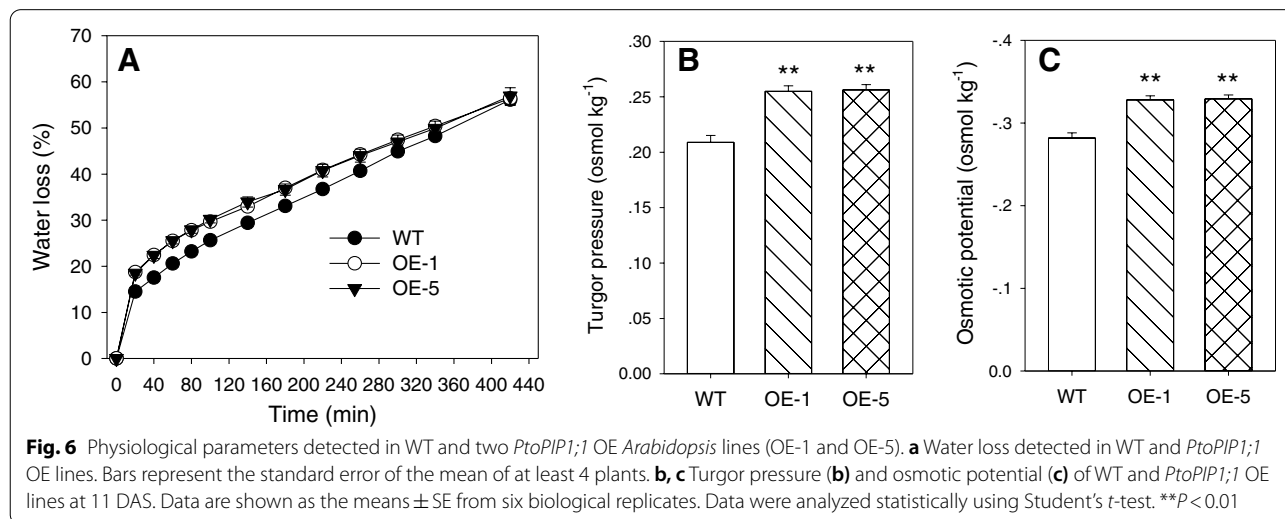 A
Water loss (%)
70
60
50
40
30
20
10
0
WT
OE-1
OE-5
0 40 80 120 160 200 240 280 320 360 400 440
Time (min)
B
Turgor pressure (osmol kg-1)
.30
.25
.20
.15
.10
.05
0.00
** **
WT OE-1 OE-5
C
Osmotic potential (osmol kg-1)
-.4
-.3
-.2
-.1
0.0
** **
WT OE-1 OE-5
Fig. 6 Physiological parameters detected in WT and two PtoPIP1;1 OE Arabidopsis lines (OE-1 and OE-5). a Water loss detected in WT and PtoPIP1;1
OE lines. Bars represent the standard error of the mean of at least 4 plants. b, c Turgor pressure (b) and osmotic potential (c) of WT and PtoPIP1;1 OE
lines at 11 DAS. Data are shown as the means ± SE from six biological replicates. Data were analyzed statistically using Student's t-test. **P < 0.01